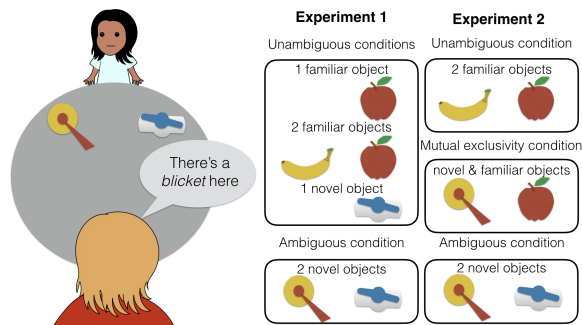 There's a
blicket here
Experiment 1
Unambiguous conditions
1 familiar object
2 familiar objects
1 novel object
Ambiguous condition
2 novel objects
Experiment 2
Unambiguous condition
2 familiar objects
Mutual exclusivity condition
novel & familiar objects
Ambiguous condition
2 novel objects